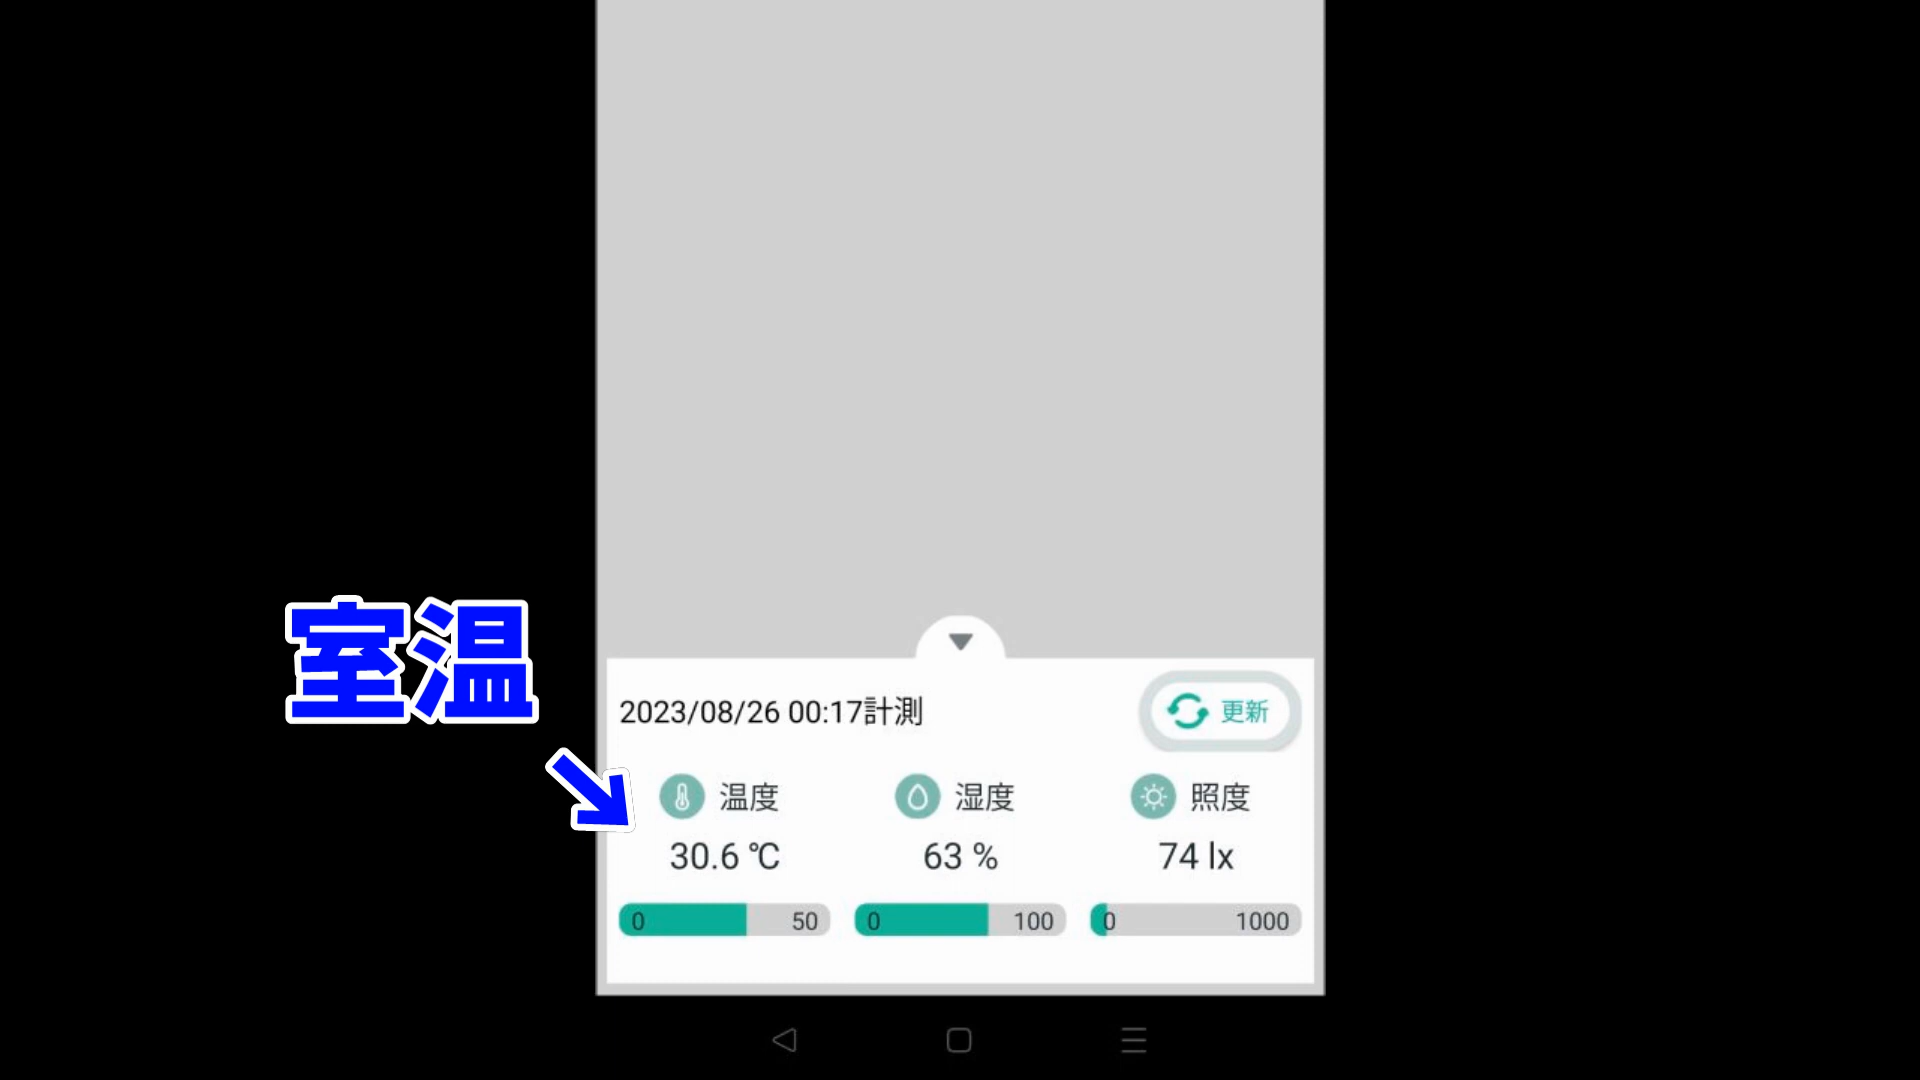 室温
2023/08/26 00:17計測
更新
温度
湿度
照度
30.6 ℃
63 %
74 lx
0 50
0 100
0 1000